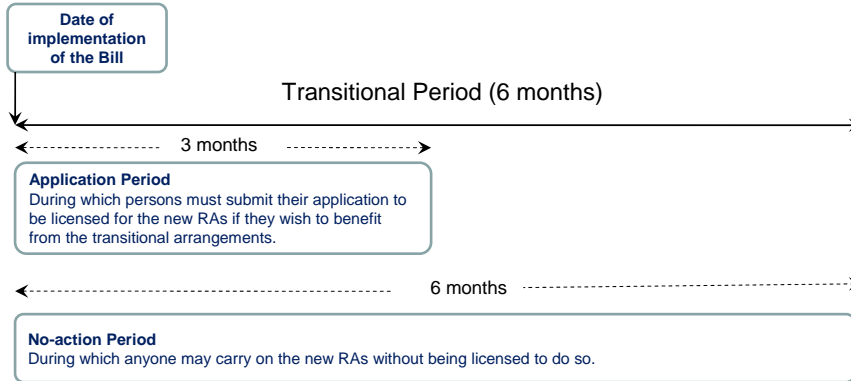 Date of
implementation
of the Bill
Transitional Period (6 months)
3 months
Application Period
During which persons must submit their application to
be licensed for the new RAs if they wish to benefit
from the transitional arrangements.
6 months
No-action Period
During which anyone may carry on the new RAs without being licensed to do so.